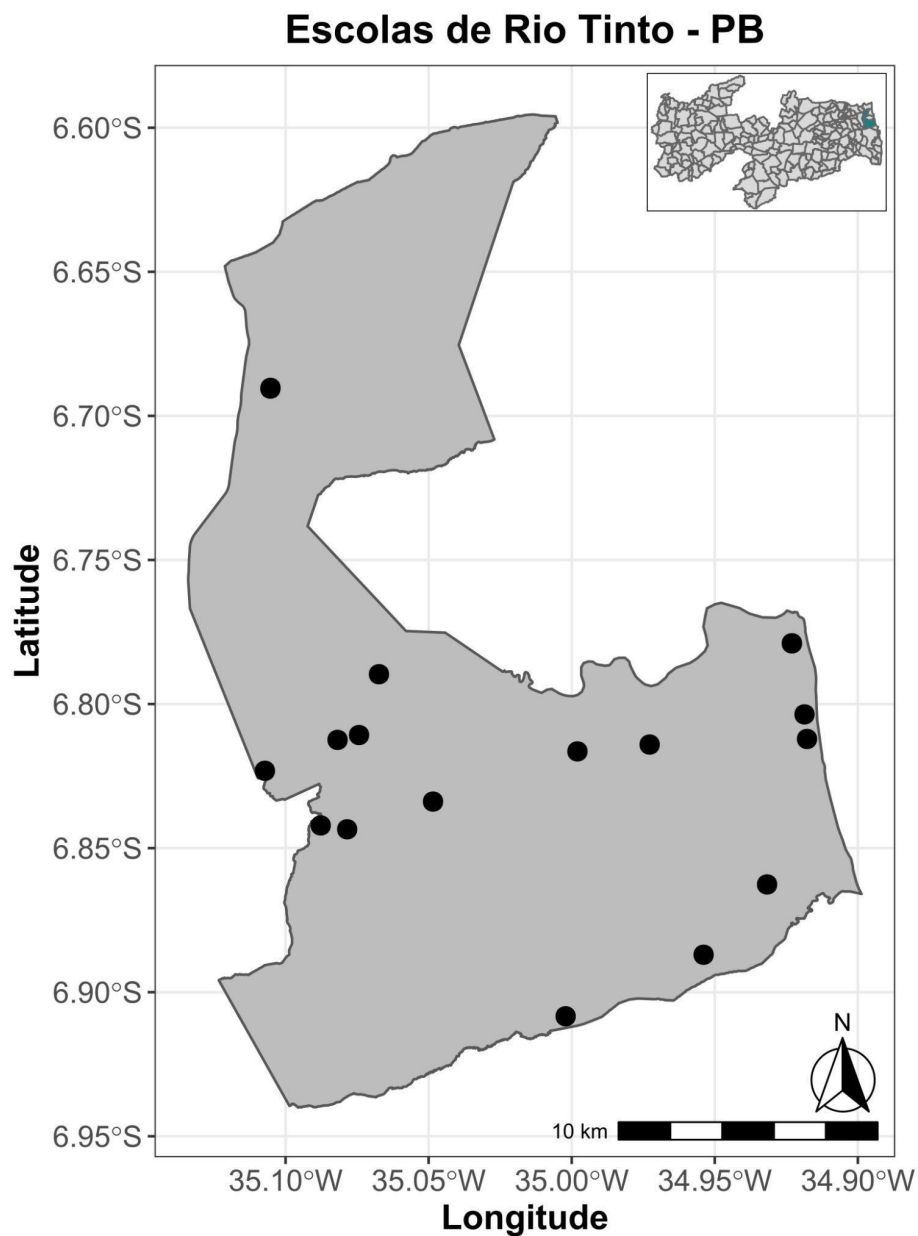 Escolas de Rio Tinto - PB
6.60°S
6.65°S
6.70°S
6.75°S
6.80°S
6.85°S
6.90°S
6.95°S
Latitude
N
10 km
35.10°W 35.05°W 35.00°W 34.95°W 34.90°W
Longitude